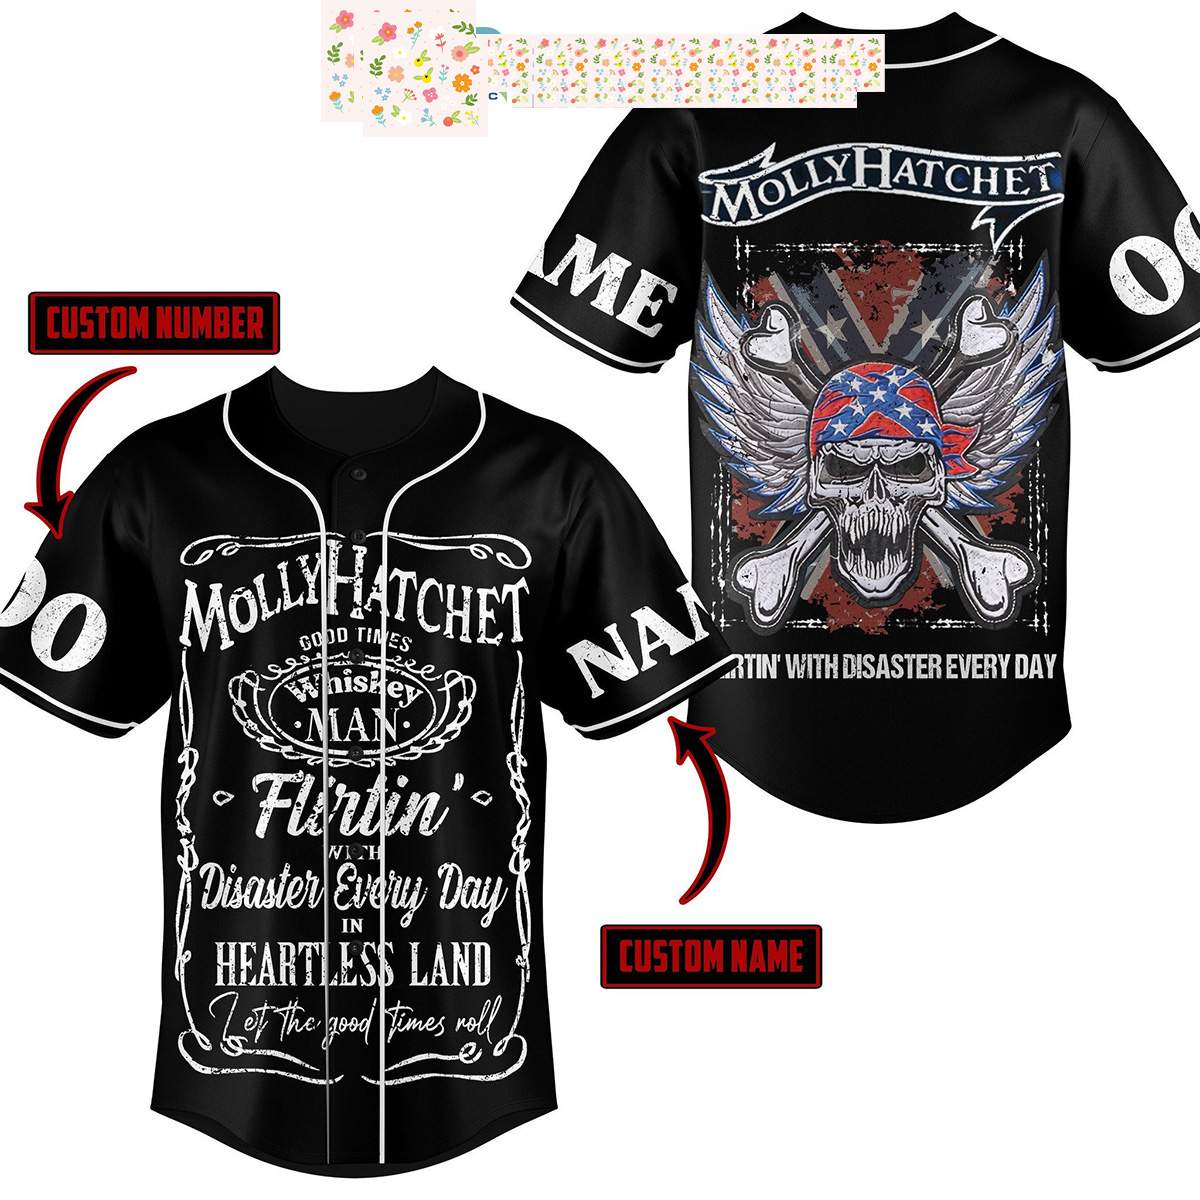 C
MOLLY HATCHET
AME
00
CUSTOM NUMBER
00
NAM
MOLLY HATCHET
GOOD TIMES
Whiskey
·MAN·
Flirtin'
WITH
Disaster Every Day
IN
HEARTLESS LAND
Let the good times roll
RTIN' WITH DISASTER EVERY DAY
CUSTOM NAME